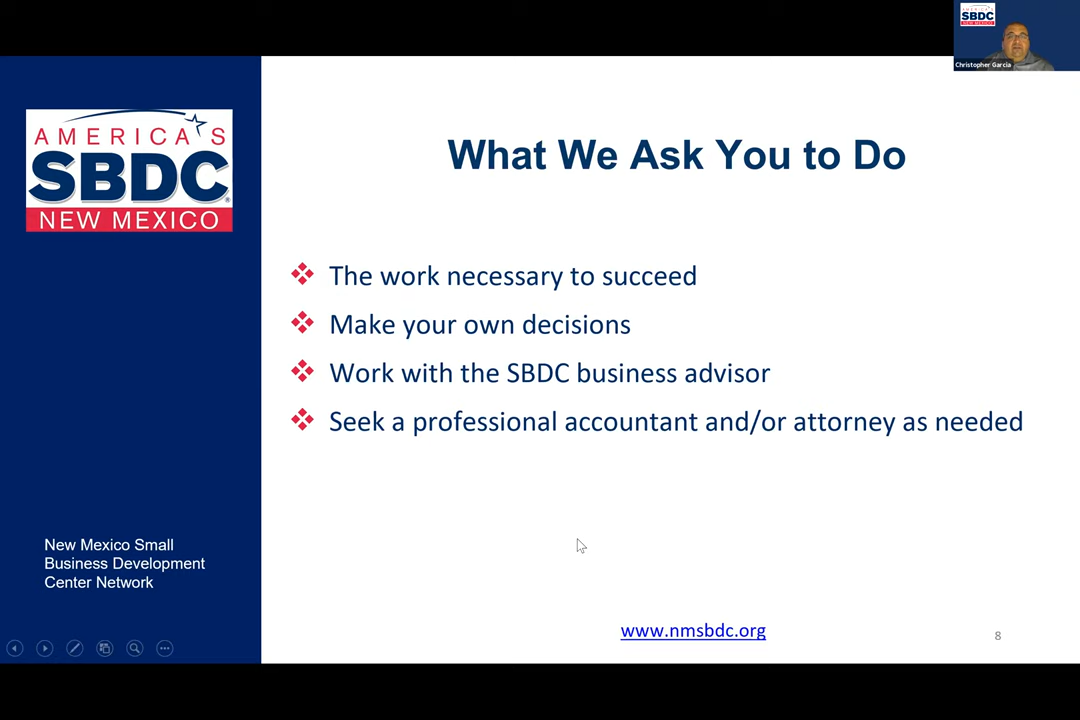 AMERICA'S
SBDC
NEW MEXICO
Christopher Garcia
AMERICA'S
SBDC®
NEW MEXICO
What We Ask You to Do
The work necessary to succeed
Make your own decisions
Work with the SBDC business advisor
Seek a professional accountant and/or attorney as needed
New Mexico Small
Business Development
Center Network
www.nmsbdc.org
8